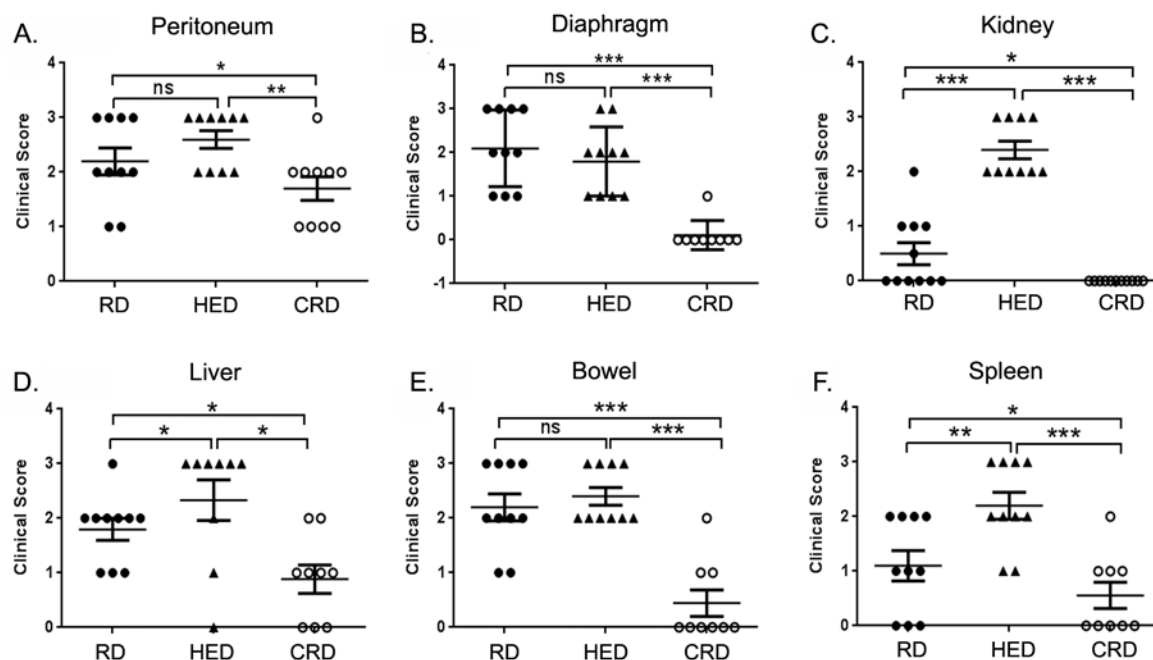 A.
Peritoneum
*
ns
**
Clinical Score
4
3
2
1
0
RD
HED
CRD
B.
Diaphragm
***
ns
***
Clinical Score
4
3
2
1
0
-1
RD
HED
CRD
C.
Kidney
*
***
***
Clinical Score
4
3
2
1
0
RD
HED
CRD
D.
Liver
*
*
*
Clinical Score
4
3
2
1
0
RD
HED
CRD
E.
Bowel
***
ns
***
Clinical Score
4
3
2
1
0
RD
HED
CRD
F.
Spleen
*
**
***
Clinical Score
4
3
2
1
0
RD
HED
CRD